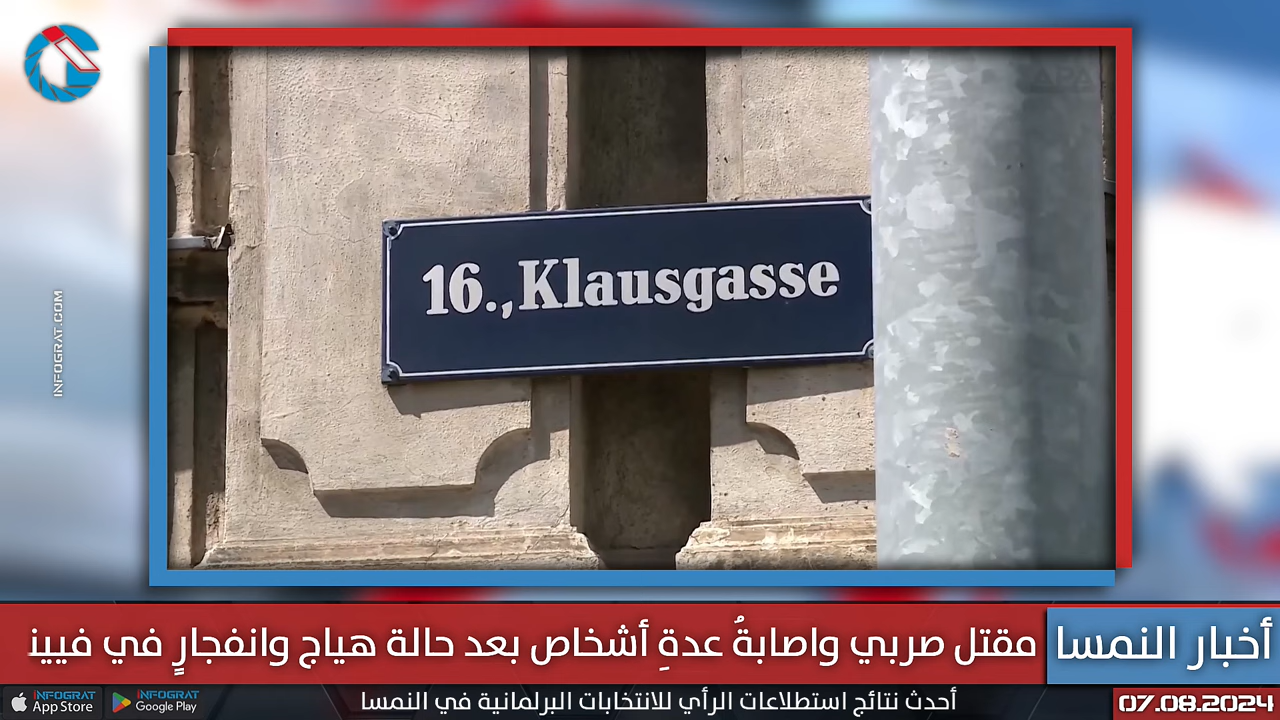 APA
16., Klausgasse
INFOGRAT.COM
أخبار النمسا
مقتل صربي واصابةُ عدةِ أشخاص بعد حالة هياج وانفجارٍ في
INFOGRAT
App Store
INFOGRAT
Google Play
أحدث نتائج استطلاعات الرأي للانتخابات البرلمانية في النمسا
07.08.2024